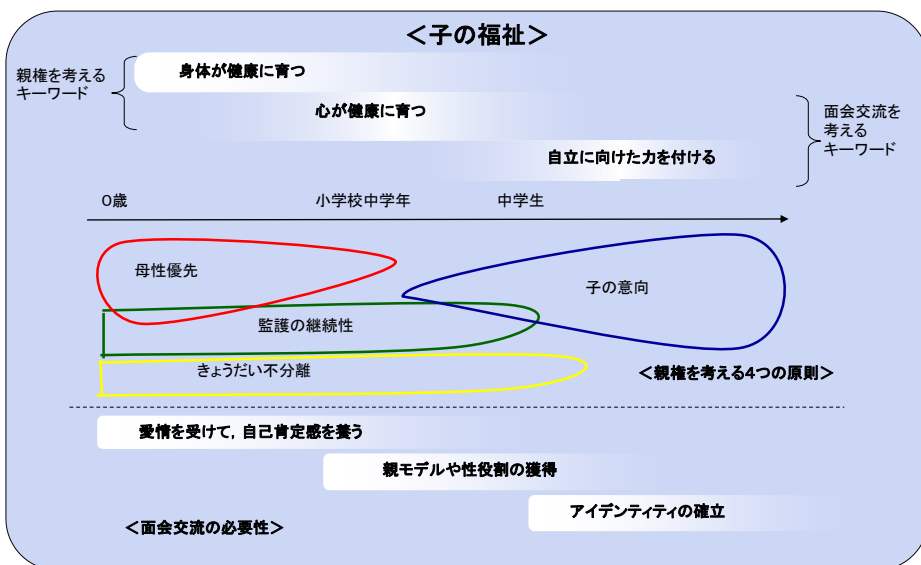 ＜子の福祉＞
親権を考える
キーワード
身体が健康に育つ
心が健康に育つ
自立に向けた力を付ける
面会交流を
考える
キーワード
0歳
小学校中学年
中学生
母性優先
子の意向
監護の継続性
きょうだい不分離
＜親権を考える4つの原則＞
愛情を受けて，自己肯定感を養う
親モデルや性役割の獲得
アイデンティティの確立
＜面会交流の必要性＞